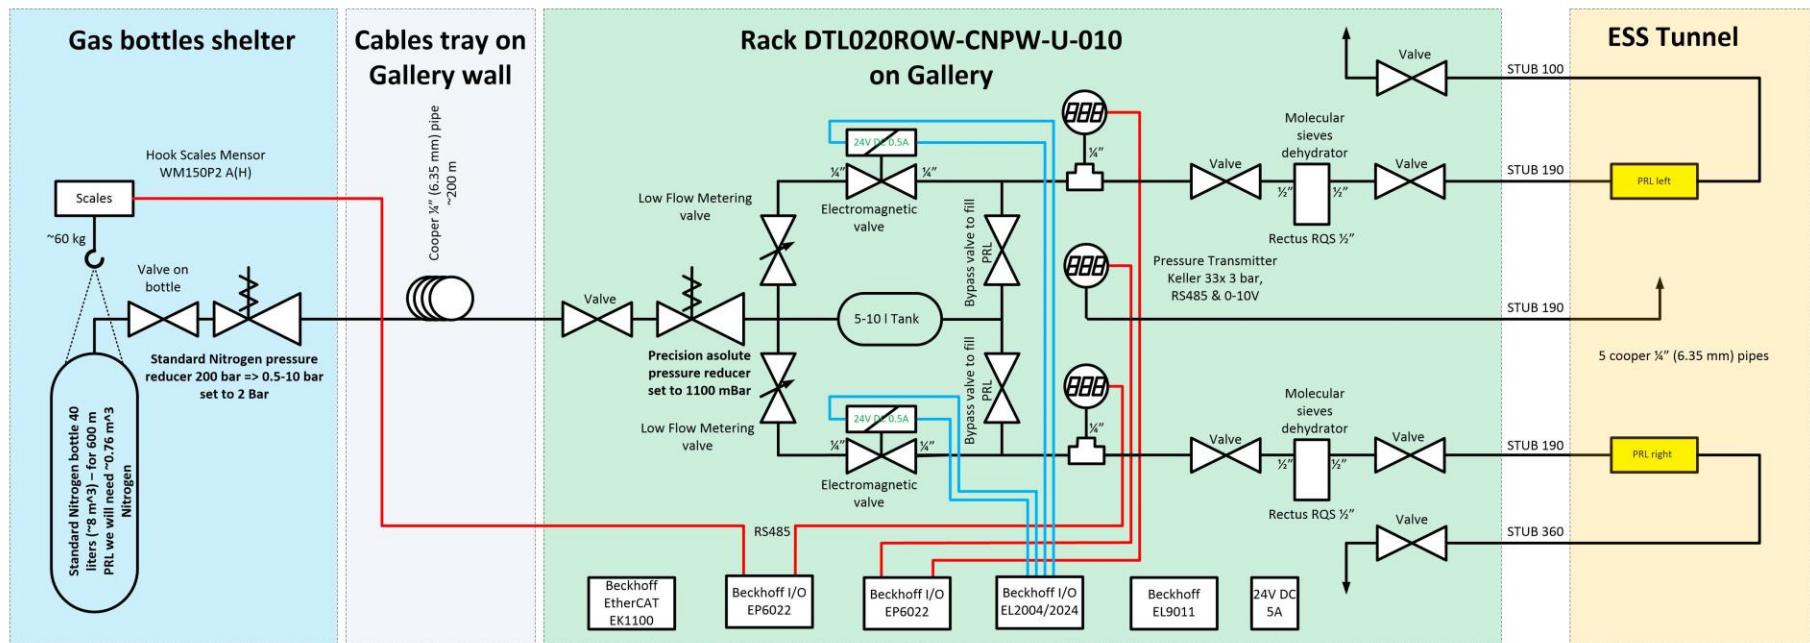 Gas bottles shelter
Hook Scales Mensor
WM150P2 A(H)
Scales
~60 kg
Valve on
bottle
Standard Nitrogen pressure
reducer 200 bar => 0.5-10 bar
set to 2 Bar
Standard Nitrogen bottle 40
liters (~8 m^3) – for 600 m
PRL we will need ~0.76 m^3
Nitrogen
Cables tray on
Gallery wall
Cooper ¼” (6.35 mm) pipe
~200 m
Rack DTL020ROW-CNPW-U-010
on Gallery
Valve
Precision asolute
pressure reducer
set to 1100 mBar
Low Flow Metering
valve
Low Flow Metering
valve
24V DC 0.5A
¼”
¼”
Electromagnetic
valve
5-10 l Tank
24V DC 0.5A
¼”
¼”
Electromagnetic
valve
Bypass valve to fill
PRL
Bypass valve to fill
PRL
¼”
¼”
Pressure Transmitter
Keller 33x 3 bar,
RS485 & 0-10V
Valve
Valve
Molecular
sieves
dehydrator
½”
½”
Rectus RQS ½”
Valve
Valve
Molecular
sieves
dehydrator
½”
½”
Rectus RQS ½”
Valve
Valve
RS485
Beckhoff
EtherCAT
EK1100
Beckhoff I/O
EP6022
Beckhoff I/O
EP6022
Beckhoff I/O
EL2004/2024
Beckhoff
EL9011
24V DC
5A
STUB 100
STUB 190
STUB 190
STUB 190
STUB 360
ESS Tunnel
PRL left
5 cooper ¼” (6.35 mm) pipes
PRL right